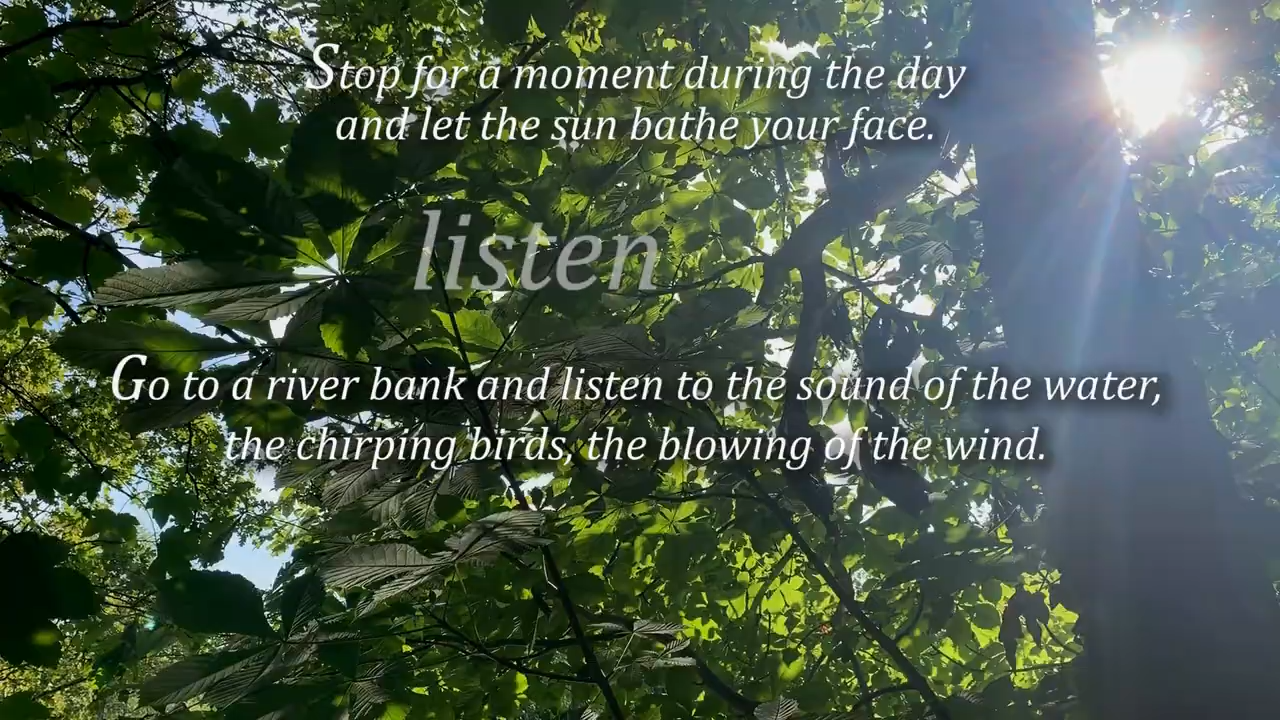 Stop for a moment during the day
and let the sun bathe your face.
listen
Go to a river bank and listen to the sound of the water,
the chirping birds, the blowing of the wind.